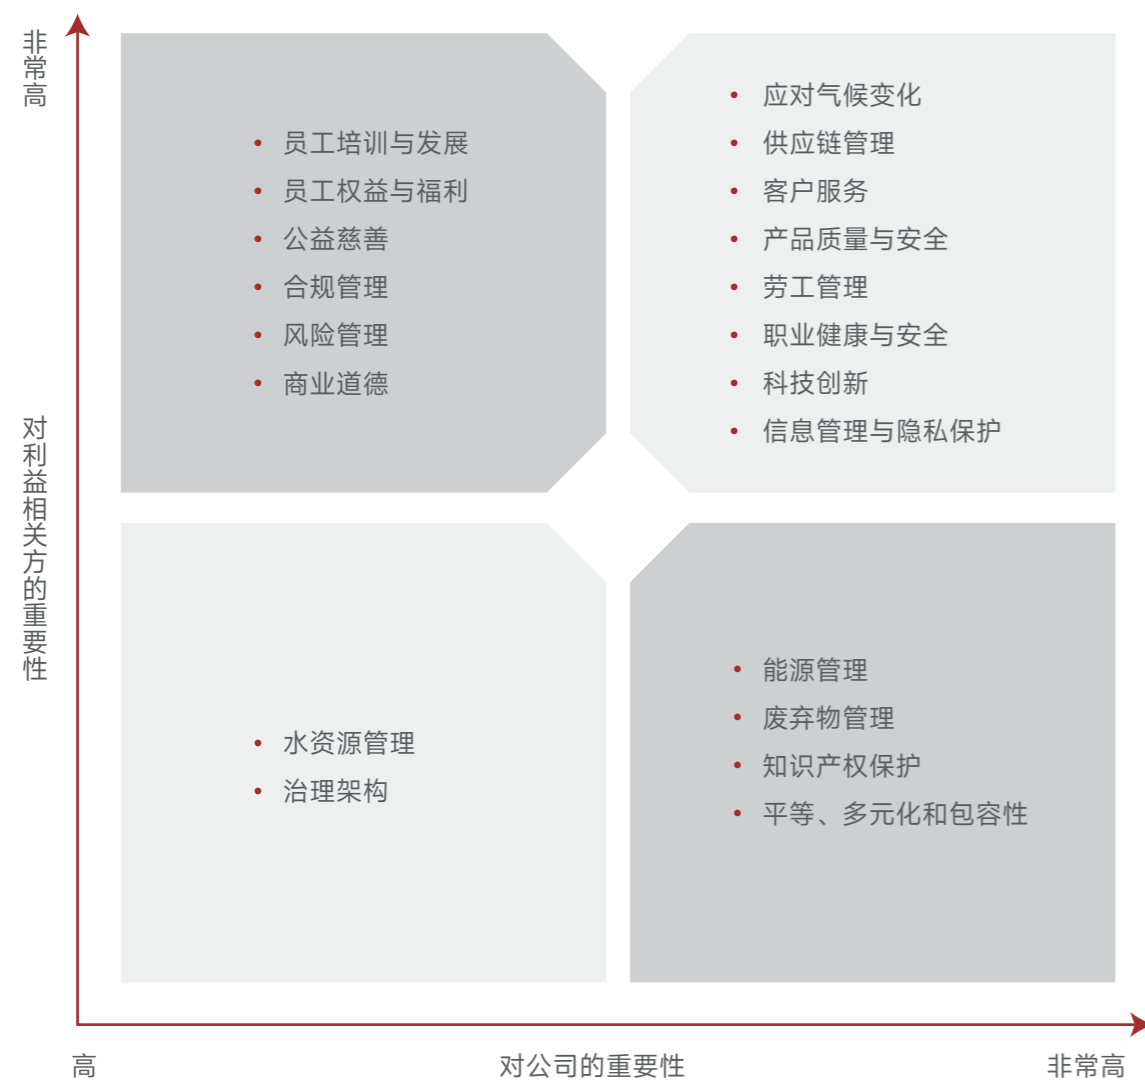 非常高
对利益相关方的重要性
员工培训与发展
员工权益与福利
公益慈善
合规管理
风险管理
商业道德
应对气候变化
供应链管理
客户服务
产品质量与安全
劳工管理
职业健康与安全
科技创新
信息管理与隐私保护
水资源管理
治理架构
能源管理
废弃物管理
知识产权保护
平等、多元化和包容性
高
对公司的重要性
非常高